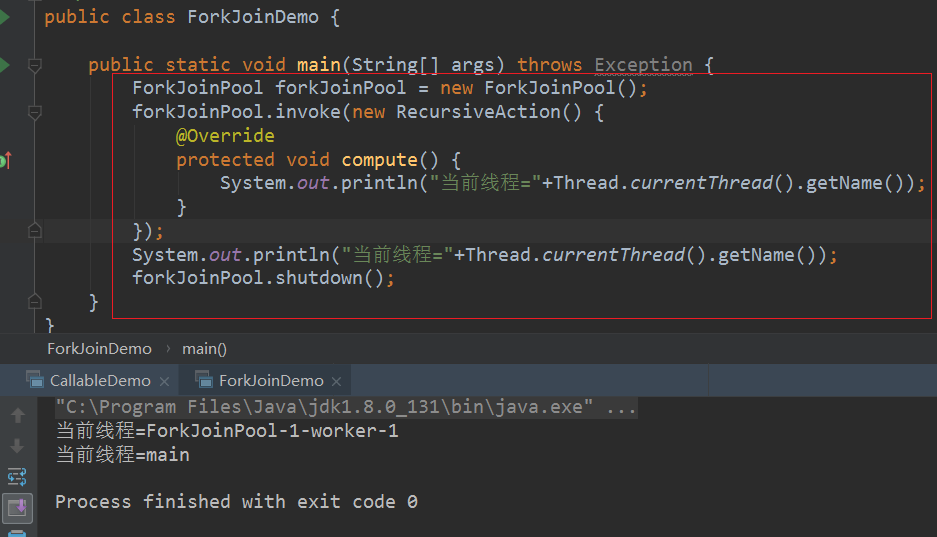 public class ForkJoinDemo {
public static void main(String[] args) throws Exception {
ForkJoinPool forkJoinPool = new ForkJoinPool();
forkJoinPool.invoke(new RecursiveAction() {
@Override
protected void compute() {
System.out.println("当前线程="+Thread.currentThread().getName());
}
});
System.out.println("当前线程="+Thread.currentThread().getName());
forkJoinPool.shutdown();
}
}
ForkJoinDemo › main()
CallableDemo × ForkJoinDemo ×
"C:\Program Files\Java\jdk1.8.0_131\bin\java.exe" ...
当前线程=ForkJoinPool-1-worker-1
当前线程=main
Process finished with exit code 0